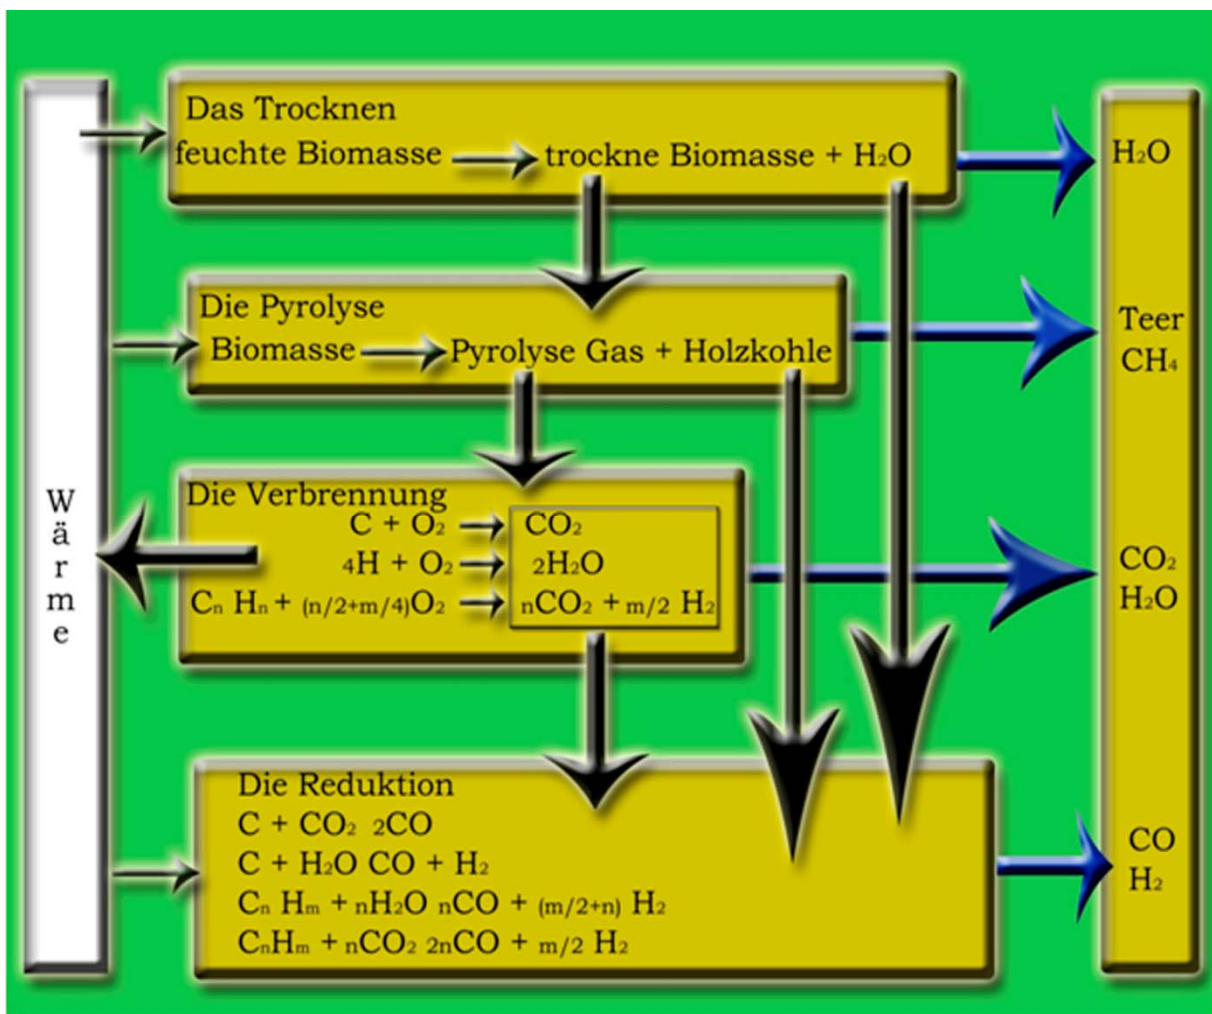 Das Trocknen
feuchte Biomasse → trockne Biomasse + H₂O
H₂O
Die Pyrolyse
Biomasse → Pyrolyse Gas + Holzkohle
Teer
CH₄
Wärme
Die Verbrennung
C + O₂ → CO₂
4H + O₂ → 2H₂O
Cₙ Hₙ + (n/2+m/4)O₂ → nCO₂ + m/2 H₂
CO₂
H₂O
Die Reduktion
C + CO₂ 2CO
C + H₂O CO + H₂
Cₙ Hₘ + nH₂O nCO + (m/2+n) H₂
CₙHₘ + nCO₂ 2nCO + m/2 H₂
CO
H₂